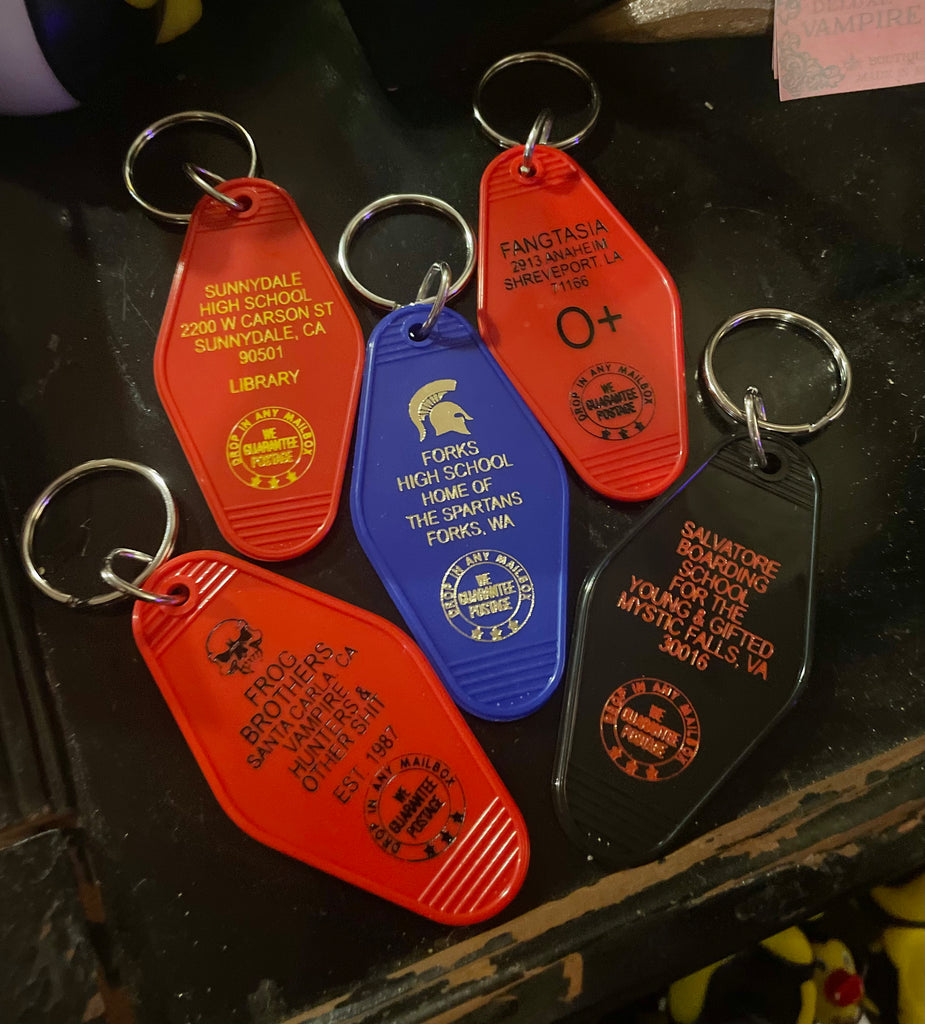 VAMPIRE
BOUTIQUE
SUNNYDALE
HIGH SCHOOL
2200 W CARSON ST
SUNNYDALE, CA
90501
LIBRARY
DROP IN ANY MAILBOX
WE
GUARANTEE
POSTAGE
FANGTASIA
2913 ANAHEIM
SHREVEPORT, LA
71166
O+
DROP IN ANY MAILBOX
WE
GUARANTEE
POSTAGE
FORKS
HIGH SCHOOL
HOME OF
THE SPARTANS
FORKS, WA
DROP IN ANY MAILBOX
WE
GUARANTEE
POSTAGE
SALVATORE
BOARDING
SCHOOL
FOR THE
YOUNG & GIFTED
MYSTIC FALLS, VA
30016
DROP IN ANY MAILBOX
WE
GUARANTEE
POSTAGE
FROG
BROTHERS
SANTA CARLA, CA
VAMPIRE
HUNTERS &
OTHER SHIT
EST. 1987
DROP IN ANY MAILBOX
WE
GUARANTEE
POSTAGE